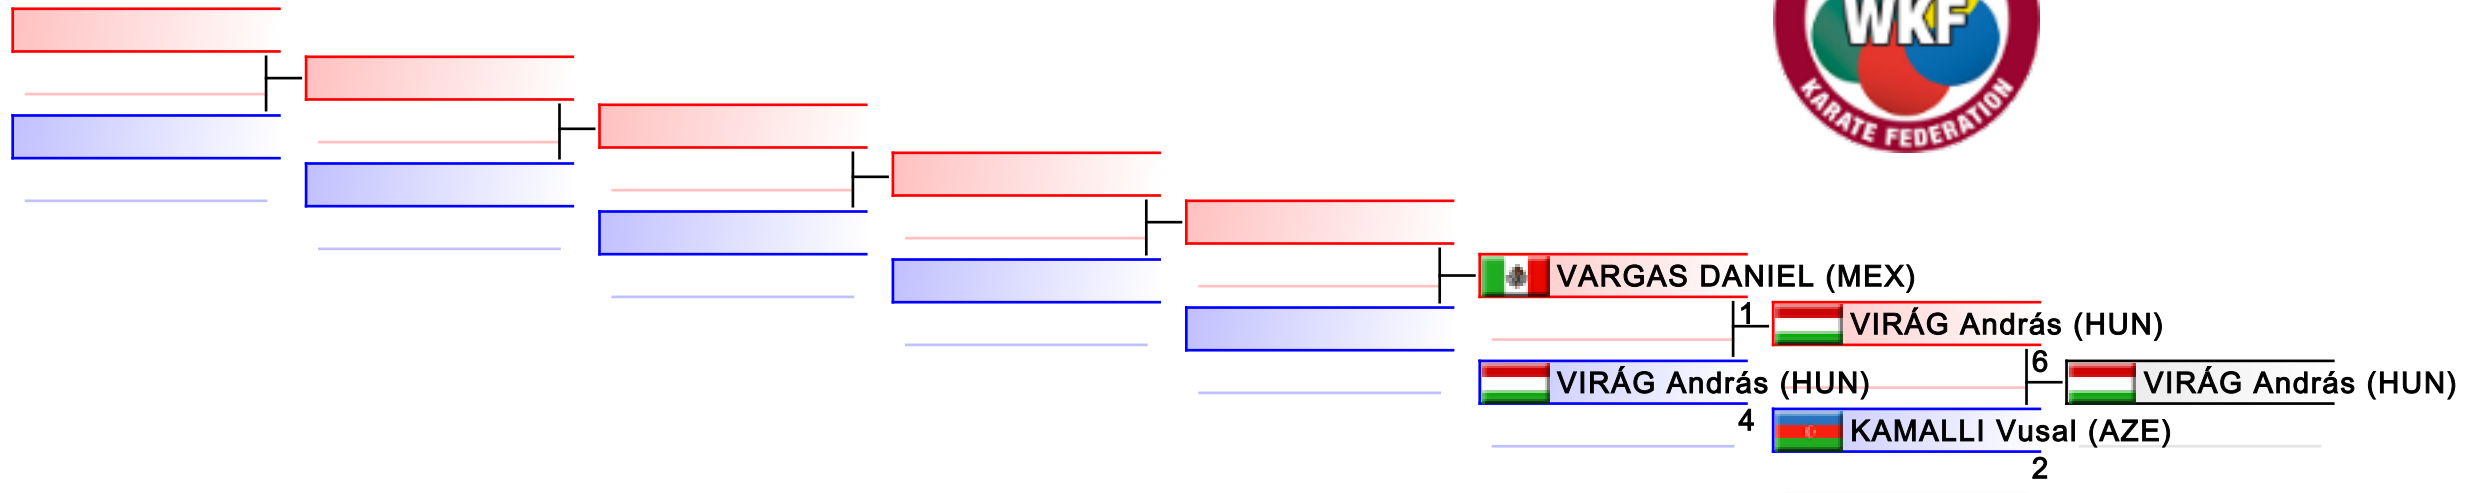 WKF
KARATE FEDERATION
VARGAS DANIEL (MEX)
1
VIRÁG András (HUN)
6
VIRÁG András (HUN)
VIRÁG András (HUN)
4
KAMALLI Vusal (AZE)
2